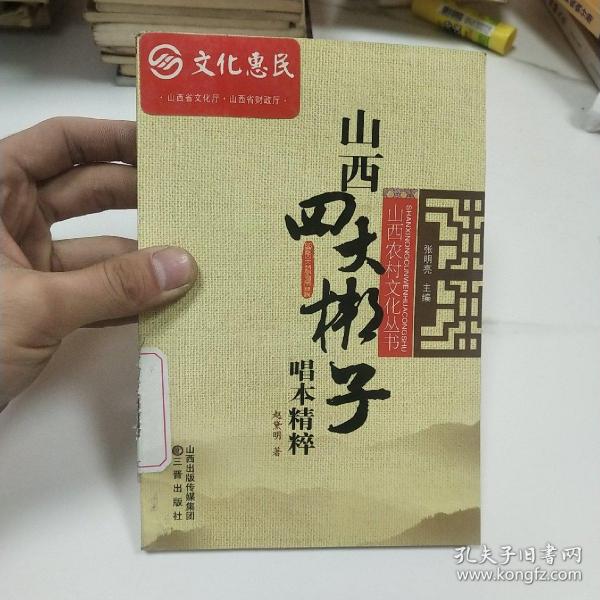 文化惠民
·山西省文化厅·山西省财政厅·
山西
四大梆子
唱本精粹
赵黛明 著
SHANXINONGCUNWENHUACONGSHU
山西农村文化丛书
张明亮 主编
山西出版传媒集团
三晋出版社
孔夫子旧书网
www.kongfz.com